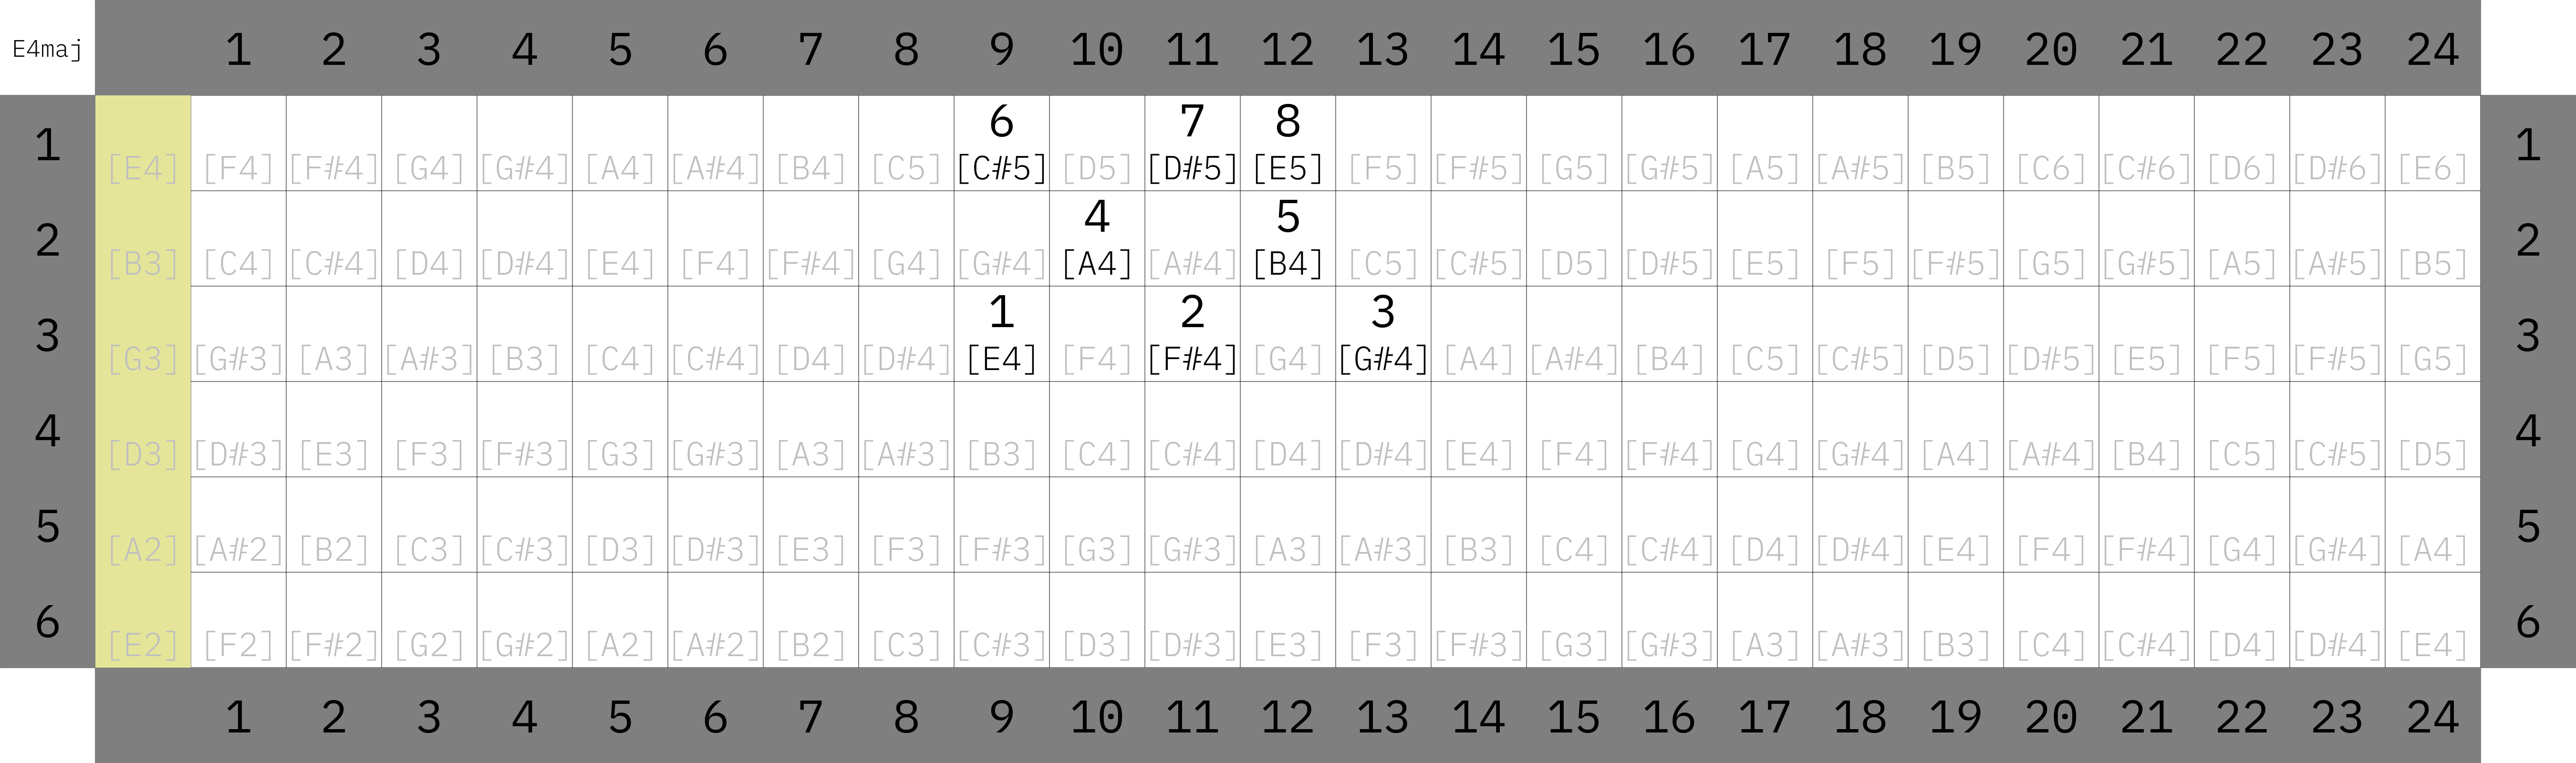 E4maj 1 2 3 4 5 6 7 8 9 10 11 12 13 14 15 16 17 18 19 20 21 22 23 24
6 7 8
1 [E4] [F4] [F#4] [G4] [G#4] [A4] [A#4] [B4] [C5] [C#5] [D5] [D#5] [E5] [F5] [F#5] [G5] [G#5] [A5] [A#5] [B5] [C6] [C#6] [D6] [D#6] [E6] 1
4 5
2 [B3] [C4] [C#4] [D4] [D#4] [E4] [F4] [F#4] [G4] [G#4] [A4] [A#4] [B4] [C5] [C#5] [D5] [D#5] [E5] [F5] [F#5] [G5] [G#5] [A5] [A#5] [B5] 2
1 2 3
3 [G3] [G#3] [A3] [A#3] [B3] [C4] [C#4] [D4] [D#4] [E4] [F4] [F#4] [G4] [G#4] [A4] [A#4] [B4] [C5] [C#5] [D5] [D#5] [E5] [F5] [F#5] [G5] 3
4 [D3] [D#3] [E3] [F3] [F#3] [G3] [G#3] [A3] [A#3] [B3] [C4] [C#4] [D4] [D#4] [E4] [F4] [F#4] [G4] [G#4] [A4] [A#4] [B4] [C5] [C#5] [D5] 4
5 [A2] [A#2] [B2] [C3] [C#3] [D3] [D#3] [E3] [F3] [F#3] [G3] [G#3] [A3] [A#3] [B3] [C4] [C#4] [D4] [D#4] [E4] [F4] [F#4] [G4] [G#4] [A4] 5
6 [E2] [F2] [F#2] [G2] [G#2] [A2] [A#2] [B2] [C3] [C#3] [D3] [D#3] [E3] [F3] [F#3] [G3] [G#3] [A3] [A#3] [B3] [C4] [C#4] [D4] [D#4] [E4] 6
1 2 3 4 5 6 7 8 9 10 11 12 13 14 15 16 17 18 19 20 21 22 23 24